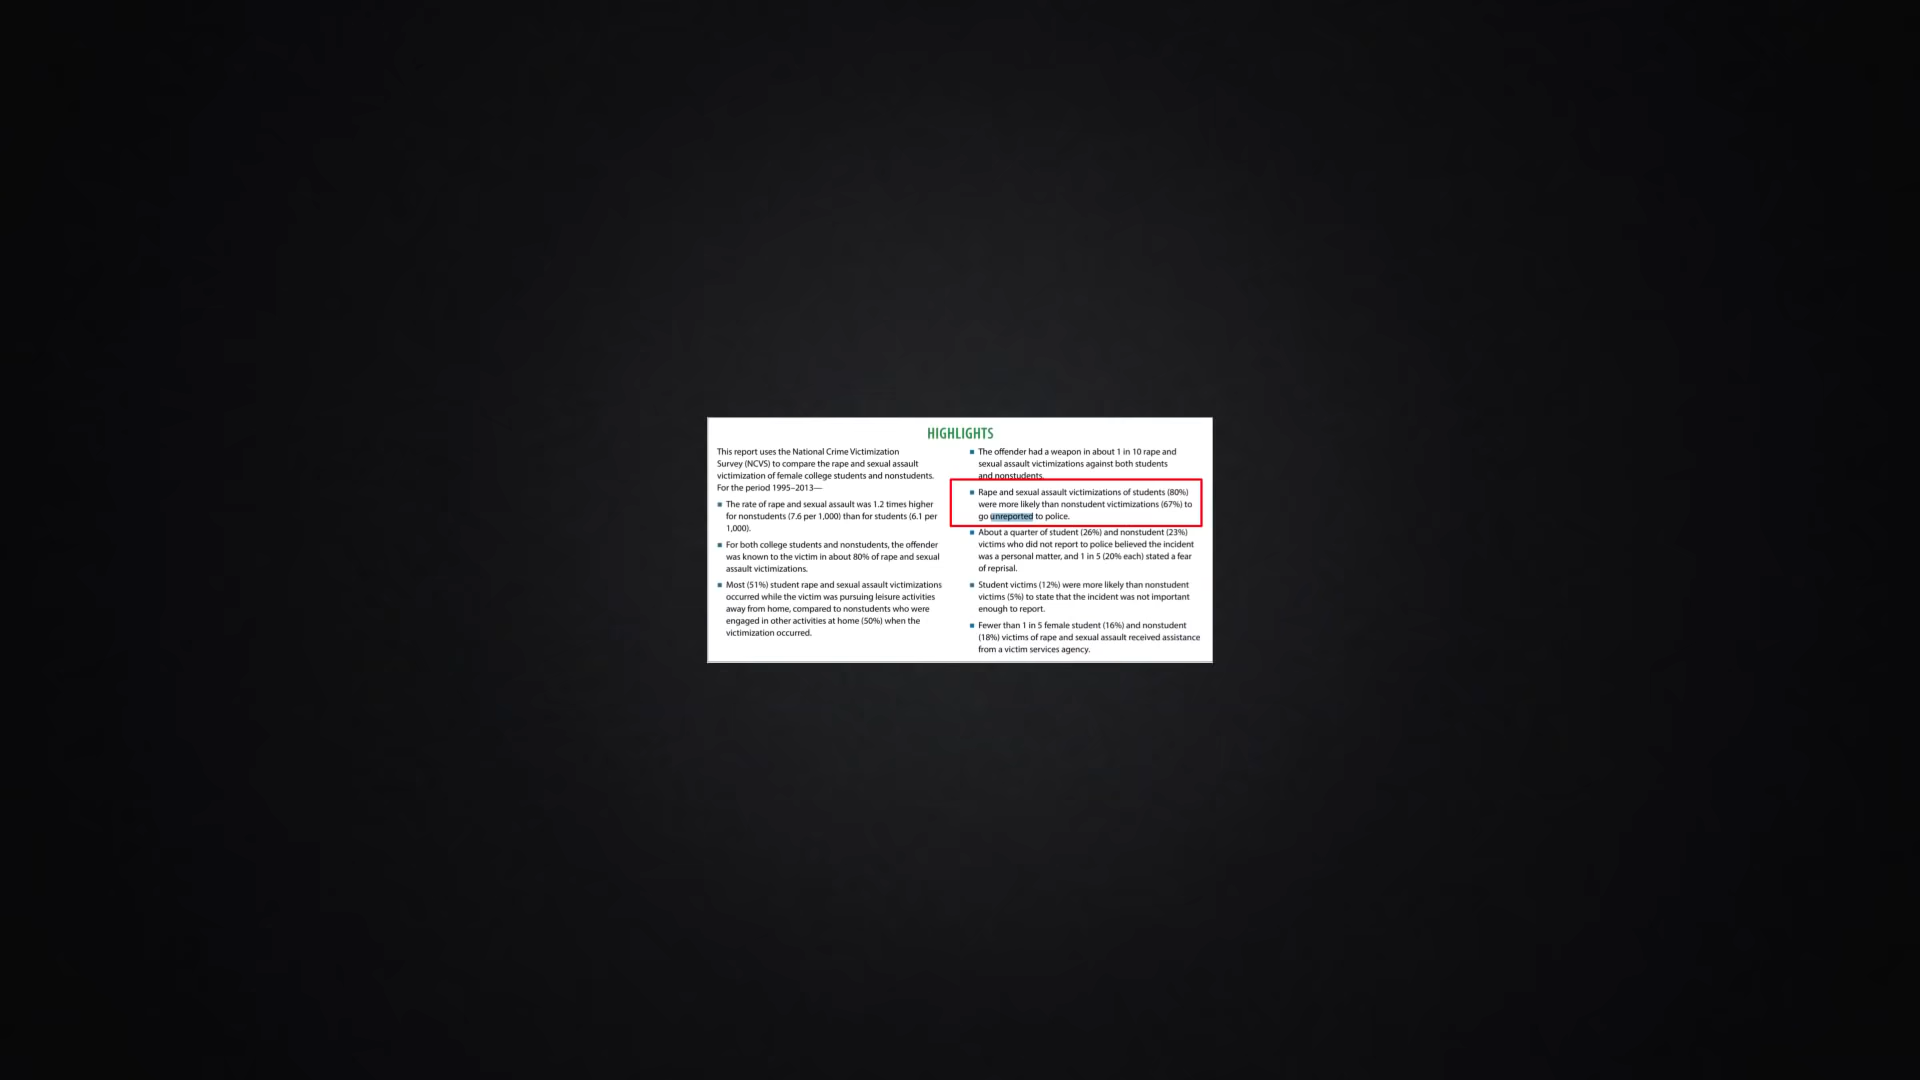 HIGHLIGHTS
This report uses the National Crime Victimization
Survey (NCVS) to compare the rape and sexual assault
victimization of female college students and nonstudents.
For the period 1995–2013—
■ The rate of rape and sexual assault was 1.2 times higher
for nonstudents (7.6 per 1,000) than for students (6.1 per
1,000).
■ For both college students and nonstudents, the offender
was known to the victim in about 80% of rape and sexual
assault victimizations.
■ Most (51%) student rape and sexual assault victimizations
occurred while the victim was pursuing leisure activities
away from home, compared to nonstudents who were
engaged in other activities at home (50%) when the
victimization occurred.
■ The offender had a weapon in about 1 in 10 rape and
sexual assault victimizations against both students
and nonstudents.
■ Rape and sexual assault victimizations of students (80%)
were more likely than nonstudent victimizations (67%) to
go unreported to police.
■ About a quarter of student (26%) and nonstudent (23%)
victims who did not report to police believed the incident
was a personal matter, and 1 in 5 (20% each) stated a fear
of reprisal.
■ Student victims (12%) were more likely than nonstudent
victims (5%) to state that the incident was not important
enough to report.
■ Fewer than 1 in 5 female student (16%) and nonstudent
(18%) victims of rape and sexual assault received assistance
from a victim services agency.